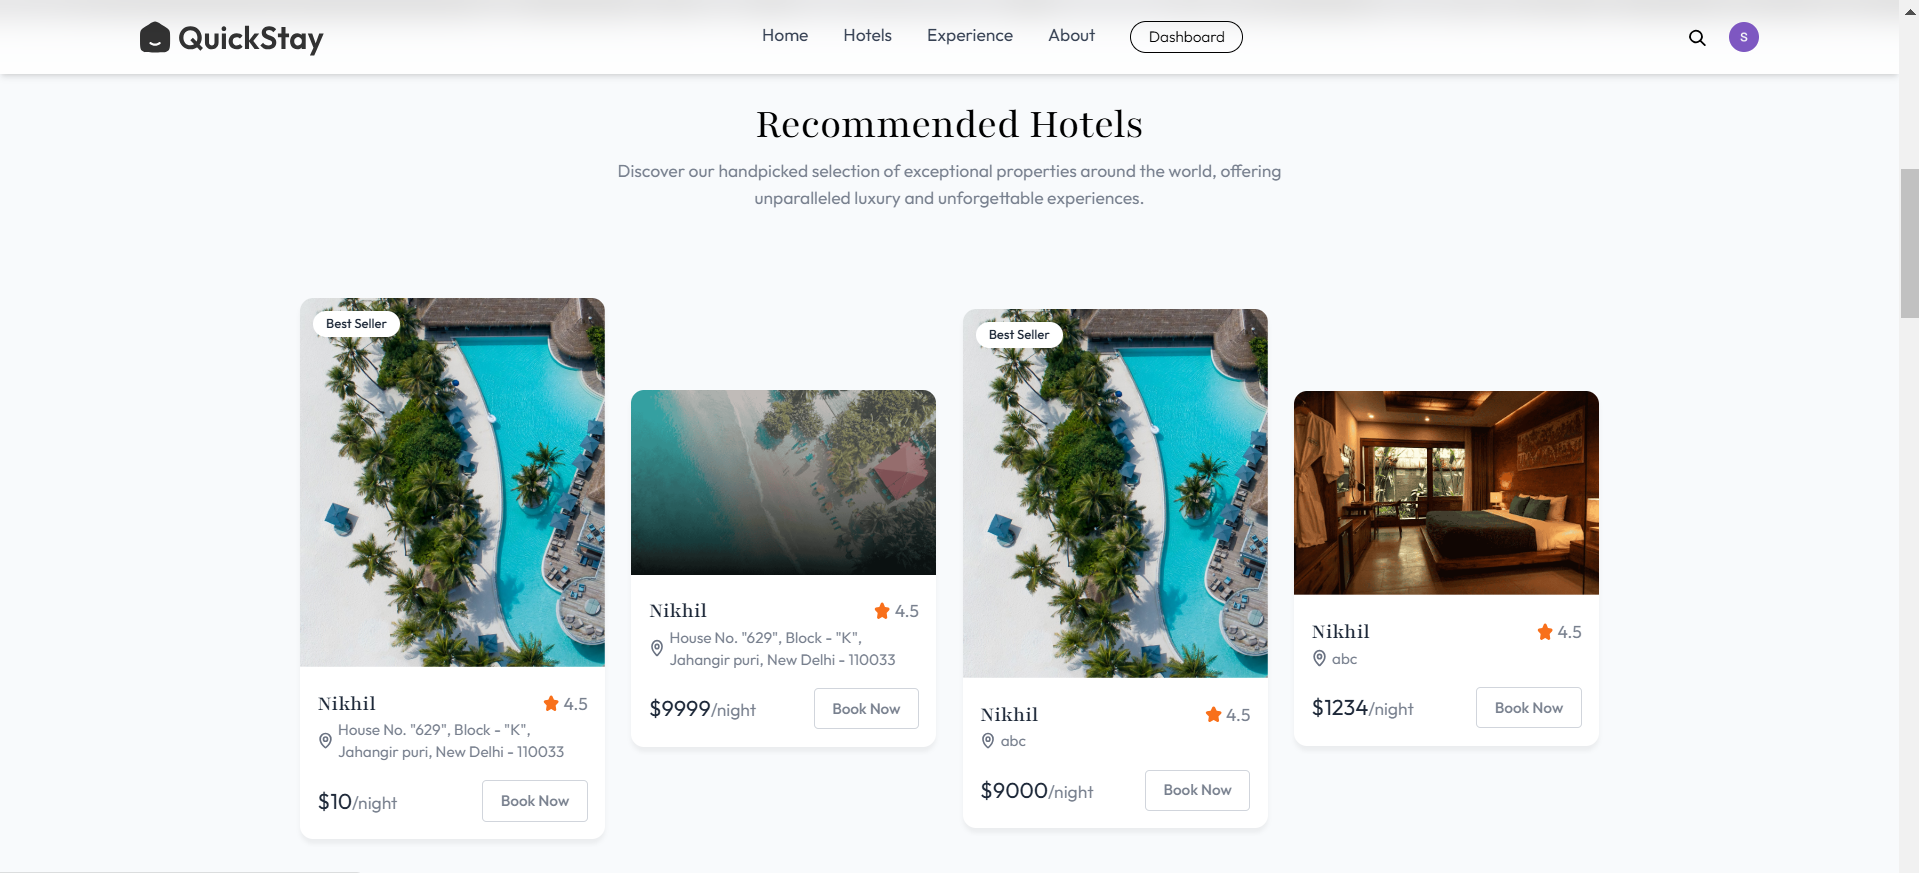 QuickStay
Home
Hotels
Experience
About
Dashboard
S
Recommended Hotels
Discover our handpicked selection of exceptional properties around the world, offering
unparalleled luxury and unforgettable experiences.
Best Seller
Nikhil
4.5
House No. "629", Block - "K",
Jahangir puri, New Delhi - 110033
$10/night
Book Now
Nikhil
4.5
House No. "629", Block - "K",
Jahangir puri, New Delhi - 110033
$9999/night
Book Now
Best Seller
Nikhil
4.5
abc
$9000/night
Book Now
Nikhil
4.5
abc
$1234/night
Book Now